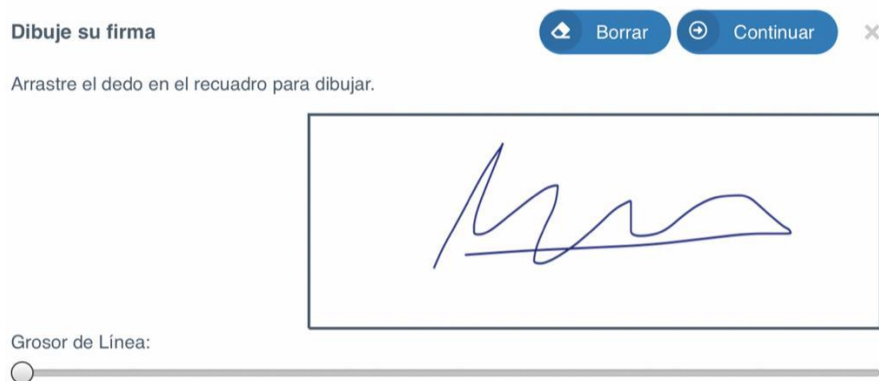 Dibuje su firma
Borrar
Continuar
Arrastre el dedo en el recuadro para dibujar.
Grosor de Línea: